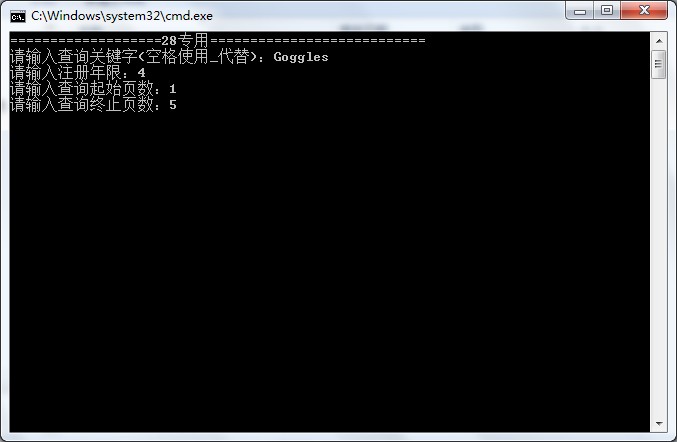 C:\Windows\system32\cmd.exe
===================28专用===========================
请输入查询关键字(空格使用_代替)：Goggles
请输入注册年限：4
请输入查询起始页数：1
请输入查询终止页数：5